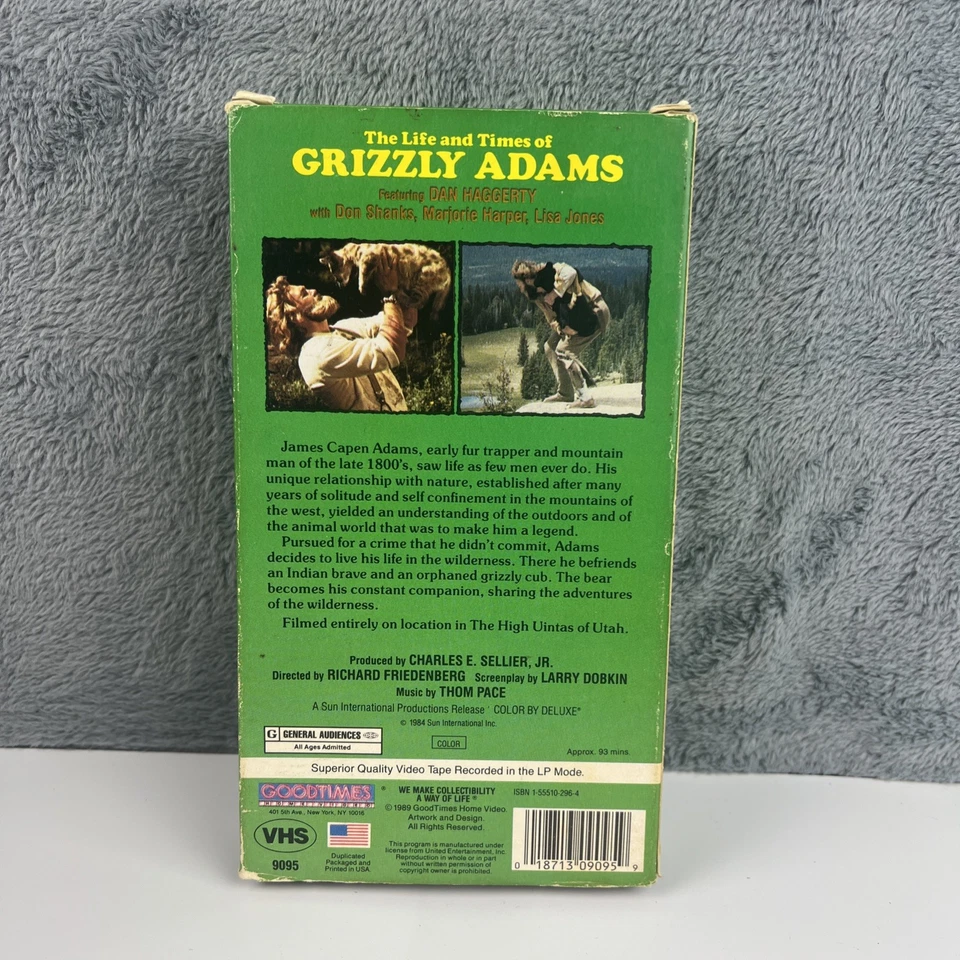 The Life and Times of
GRIZZLY ADAMS
Featuring DAN HAGGERTY
with Don Shanks, Marjorie Harper, Lisa Jones
James Capen Adams, early fur trapper and mountain
man of the late 1800's, saw life as few men ever do. His
unique relationship with nature, established after many
years of solitude and self confinement in the mountains of
the west, yielded an understanding of the outdoors and of
the animal world that was to make him a legend.
Pursued for a crime that he didn't commit, Adams
decides to live his life in the wilderness. There he befriends
an Indian brave and an orphaned grizzly cub. The bear
becomes his constant companion, sharing the adventures
of the wilderness.
Filmed entirely on location in The High Uintas of Utah.
Produced by CHARLES E. SELLIER, JR.
Directed by RICHARD FRIEDENBERG Screenplay by LARRY DOBKIN
Music by THOM PACE
A Sun International Productions Release COLOR BY DELUXE®
© 1984 Sun International Inc.
G GENERAL AUDIENCES
All Ages Admitted
COLOR
Approx. 93 mins.
Superior Quality Video Tape Recorded in the LP Mode.
GOODTIMES ®
HOME VIDEO
401 5th Ave., New York, NY 10016
VHS
9095
Duplicated
Packaged and
Printed in USA
WE MAKE COLLECTIBILITY
A WAY OF LIFE ®
© 1989 GoodTimes Home Video.
Artwork and Design.
All Rights Reserved.
This program is manufactured under
license from United Entertainment, Inc.
Reproduction in whole or in part
without written permission of
copyright owner is prohibited.
ISBN 1-55510-296-4
0 18713 09095 9